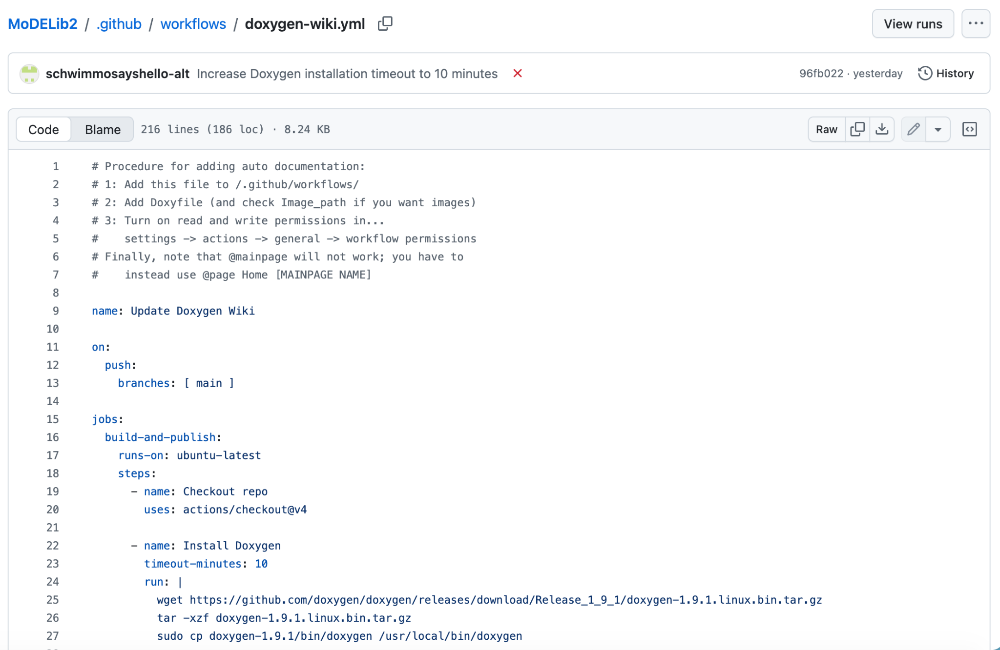 MoDELib2 / .github / workflows / doxygen-wiki.yml
View runs
schwimmosayshello-alt Increase Doxygen installation timeout to 10 minutes
96fb022 · yesterday
History
Code Blame 216 lines (186 loc) · 8.24 KB
Raw
1 # Procedure for adding auto documentation:
2 # 1: Add this file to /.github/workflows/
3 # 2: Add Doxyfile (and check Image_path if you want images)
4 # 3: Turn on read and write permissions in...
5 #    settings -> actions -> general -> workflow permissions
6 # Finally, note that @mainpage will not work; you have to
7 #    instead use @page Home [MAINPAGE NAME]
8
9 name: Update Doxygen Wiki
10
11 on:
12   push:
13     branches: [ main ]
14
15 jobs:
16   build-and-publish:
17     runs-on: ubuntu-latest
18     steps:
19       - name: Checkout repo
20         uses: actions/checkout@v4
21
22       - name: Install Doxygen
23         timeout-minutes: 10
24         run: |
25           wget https://github.com/doxygen/doxygen/releases/download/Release_1_9_1/doxygen-1.9.1.linux.bin.tar.gz
26           tar -xzf doxygen-1.9.1.linux.bin.tar.gz
27           sudo cp doxygen-1.9.1/bin/doxygen /usr/local/bin/doxygen